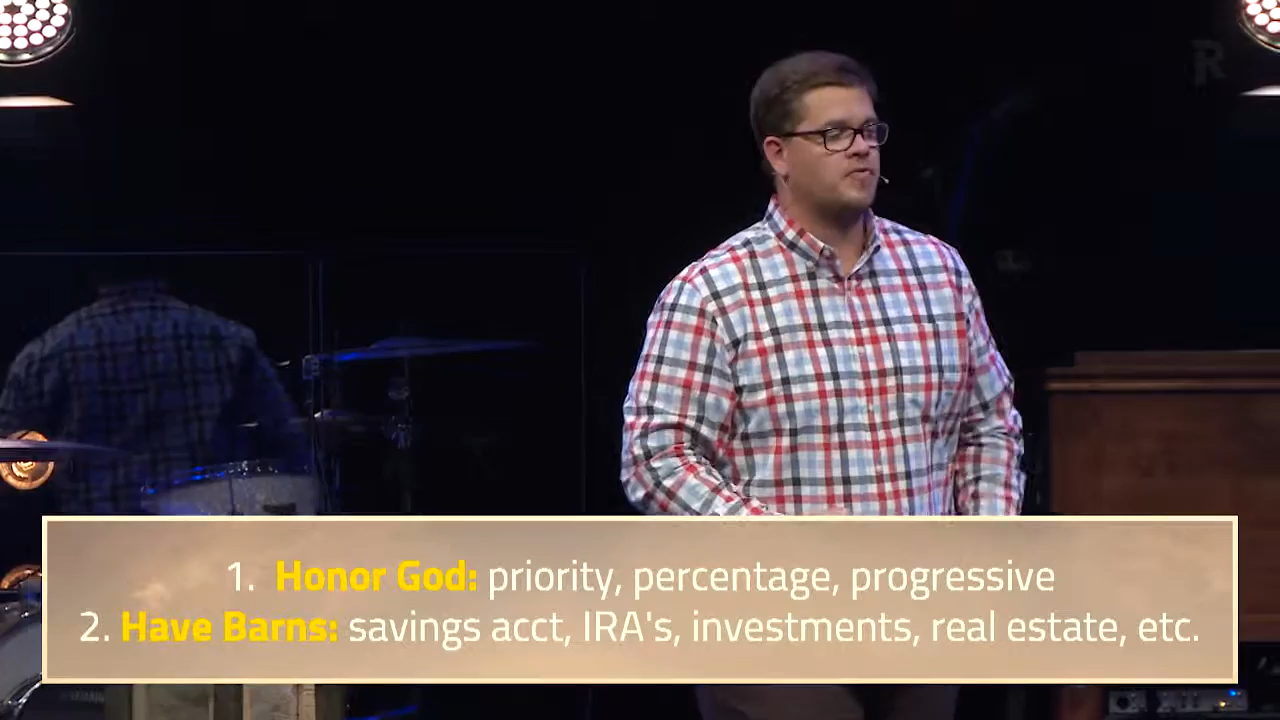 1. Honor God: priority, percentage, progressive
2. Have Barns: savings acct, IRA's, investments, real estate, etc.